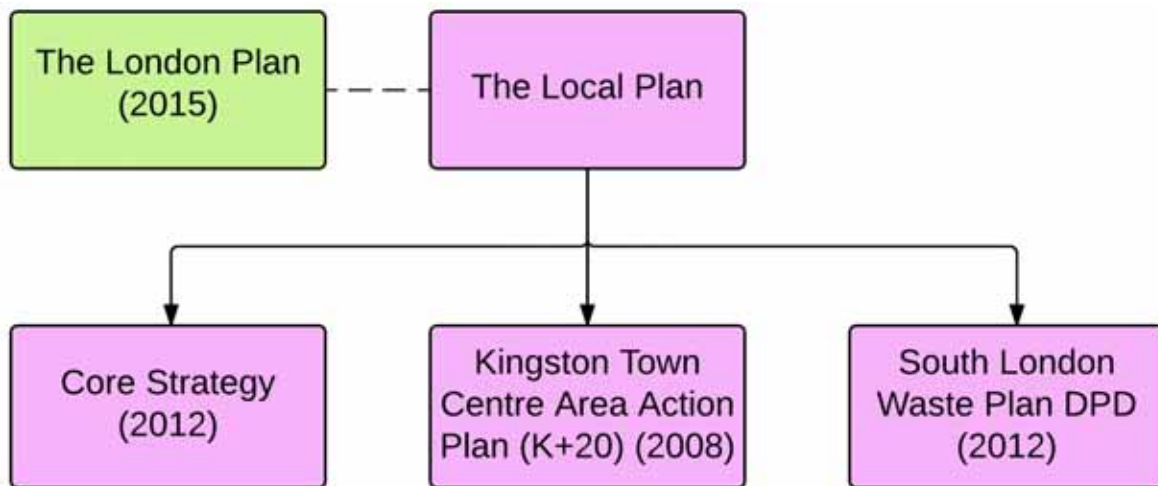 The London Plan
(2015)
The Local Plan
Core Strategy
(2012)
Kingston Town
Centre Area Action
Plan (K+20) (2008)
South London
Waste Plan DPD
(2012)